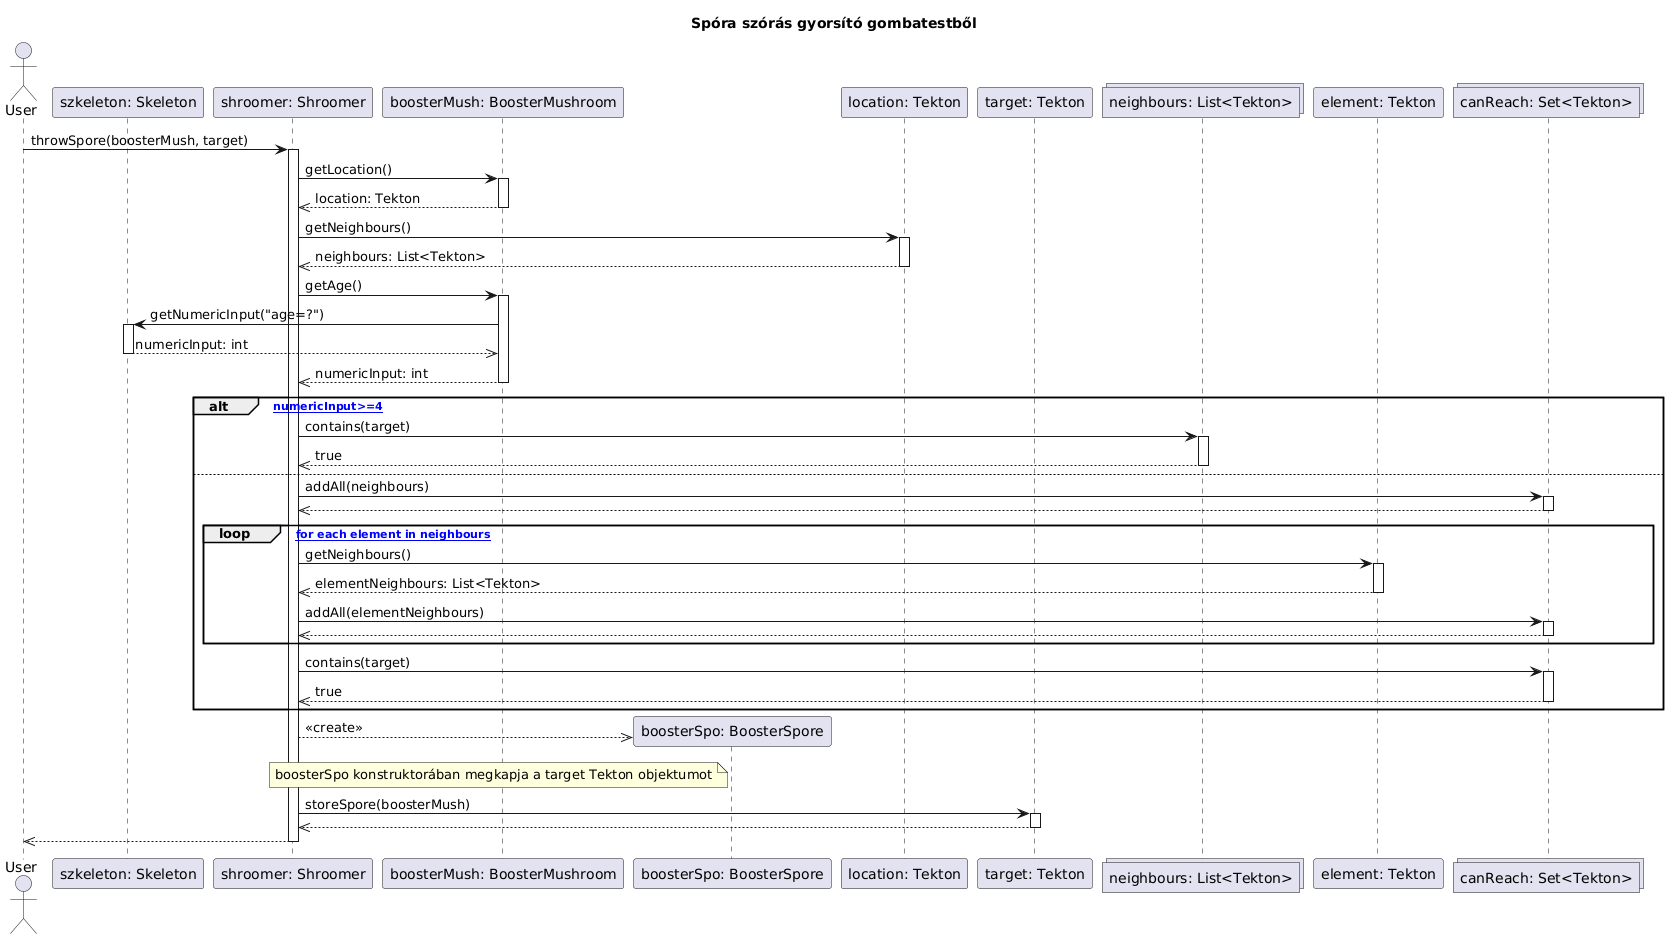 Spóra szórás gyorsító gombatestből
User
szkeleton: Skeleton
shroomer: Shroomer
boosterMush: BoosterMushroom
location: Tekton
target: Tekton
neighbours: List<Tekton>
element: Tekton
canReach: Set<Tekton>
throwSpore(boosterMush, target)
getLocation()
location: Tekton
getNeighbours()
neighbours: List<Tekton>
getAge()
getNumericInput("age=?")
numericInput: int
numericInput: int
alt
numericInput>=4
contains(target)
true
addAll(neighbours)
loop
for each element in neighbours
getNeighbours()
elementNeighbours: List<Tekton>
addAll(elementNeighbours)
contains(target)
true
«create»
boosterSpo: BoosterSpore
boosterSpo konstruktorában megkapja a target Tekton objektumot
storeSpore(boosterMush)
User
szkeleton: Skeleton
shroomer: Shroomer
boosterMush: BoosterMushroom
boosterSpo: BoosterSpore
location: Tekton
target: Tekton
neighbours: List<Tekton>
element: Tekton
canReach: Set<Tekton>